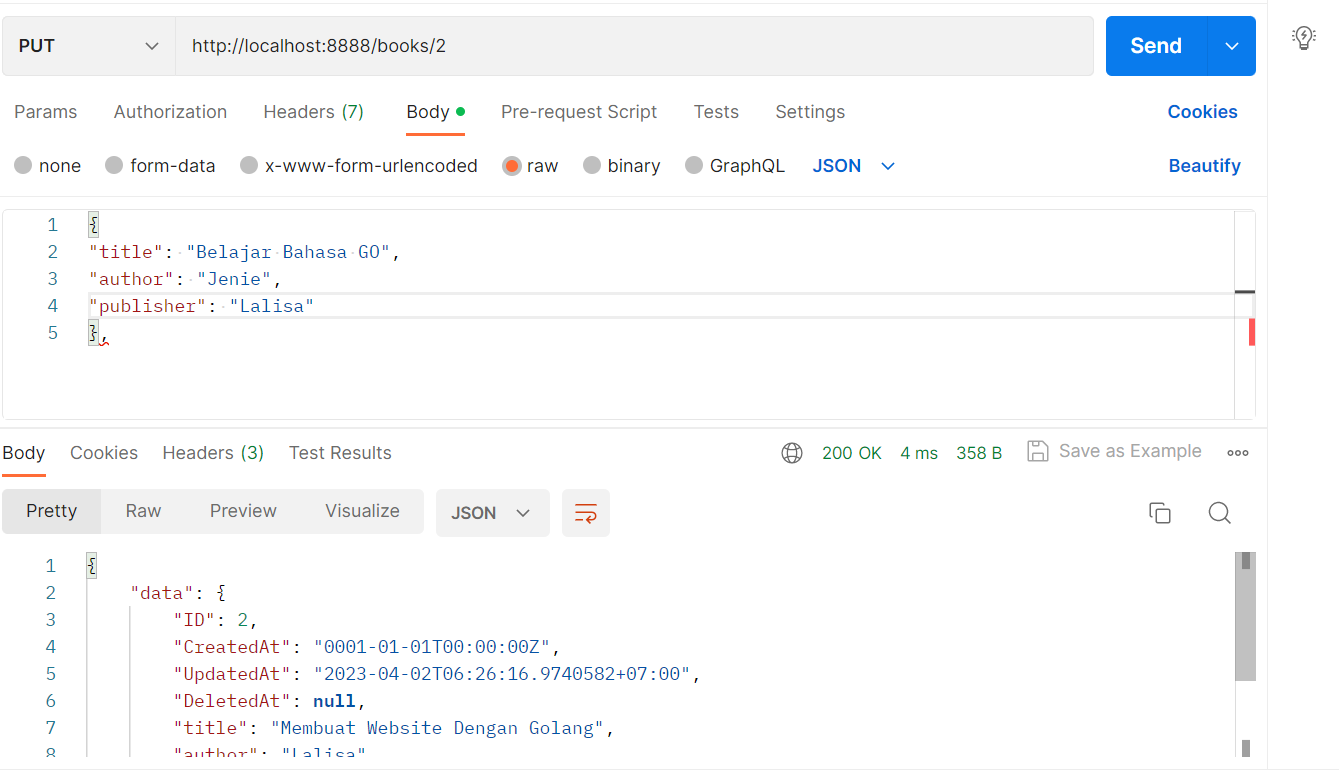 PUT http://localhost:8888/books/2 Send
Params Authorization Headers (7) Body Pre-request Script Tests Settings Cookies
none form-data x-www-form-urlencoded raw binary GraphQL JSON Beautify
1 {
2 "title": "Belajar Bahasa GO",
3 "author": "Jenie",
4 "publisher": "Lalisa"
5 },
Body Cookies Headers (3) Test Results 200 OK 4 ms 358 B Save as Example
Pretty Raw Preview Visualize JSON
1 {
2 "data": {
3 "ID": 2,
4 "CreatedAt": "0001-01-01T00:00:00Z",
5 "UpdatedAt": "2023-04-02T06:26:16.9740582+07:00",
6 "DeletedAt": null,
7 "title": "Membuat Website Dengan Golang",
8 "author": "Lalisa"